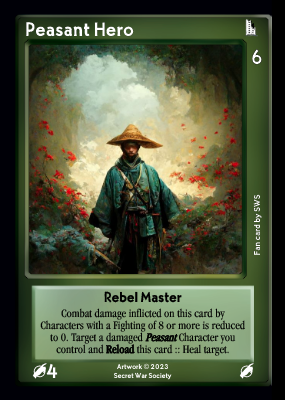 Peasant Hero
6
Fan card by SWS
Rebel Master
Combat damage inflicted on this card by
Characters with a Fighting of 8 or more is reduced
to 0. Target a damaged Peasant Character you
control and Reload this card :: Heal target.
4
Artwork © 2023
Secret War Society